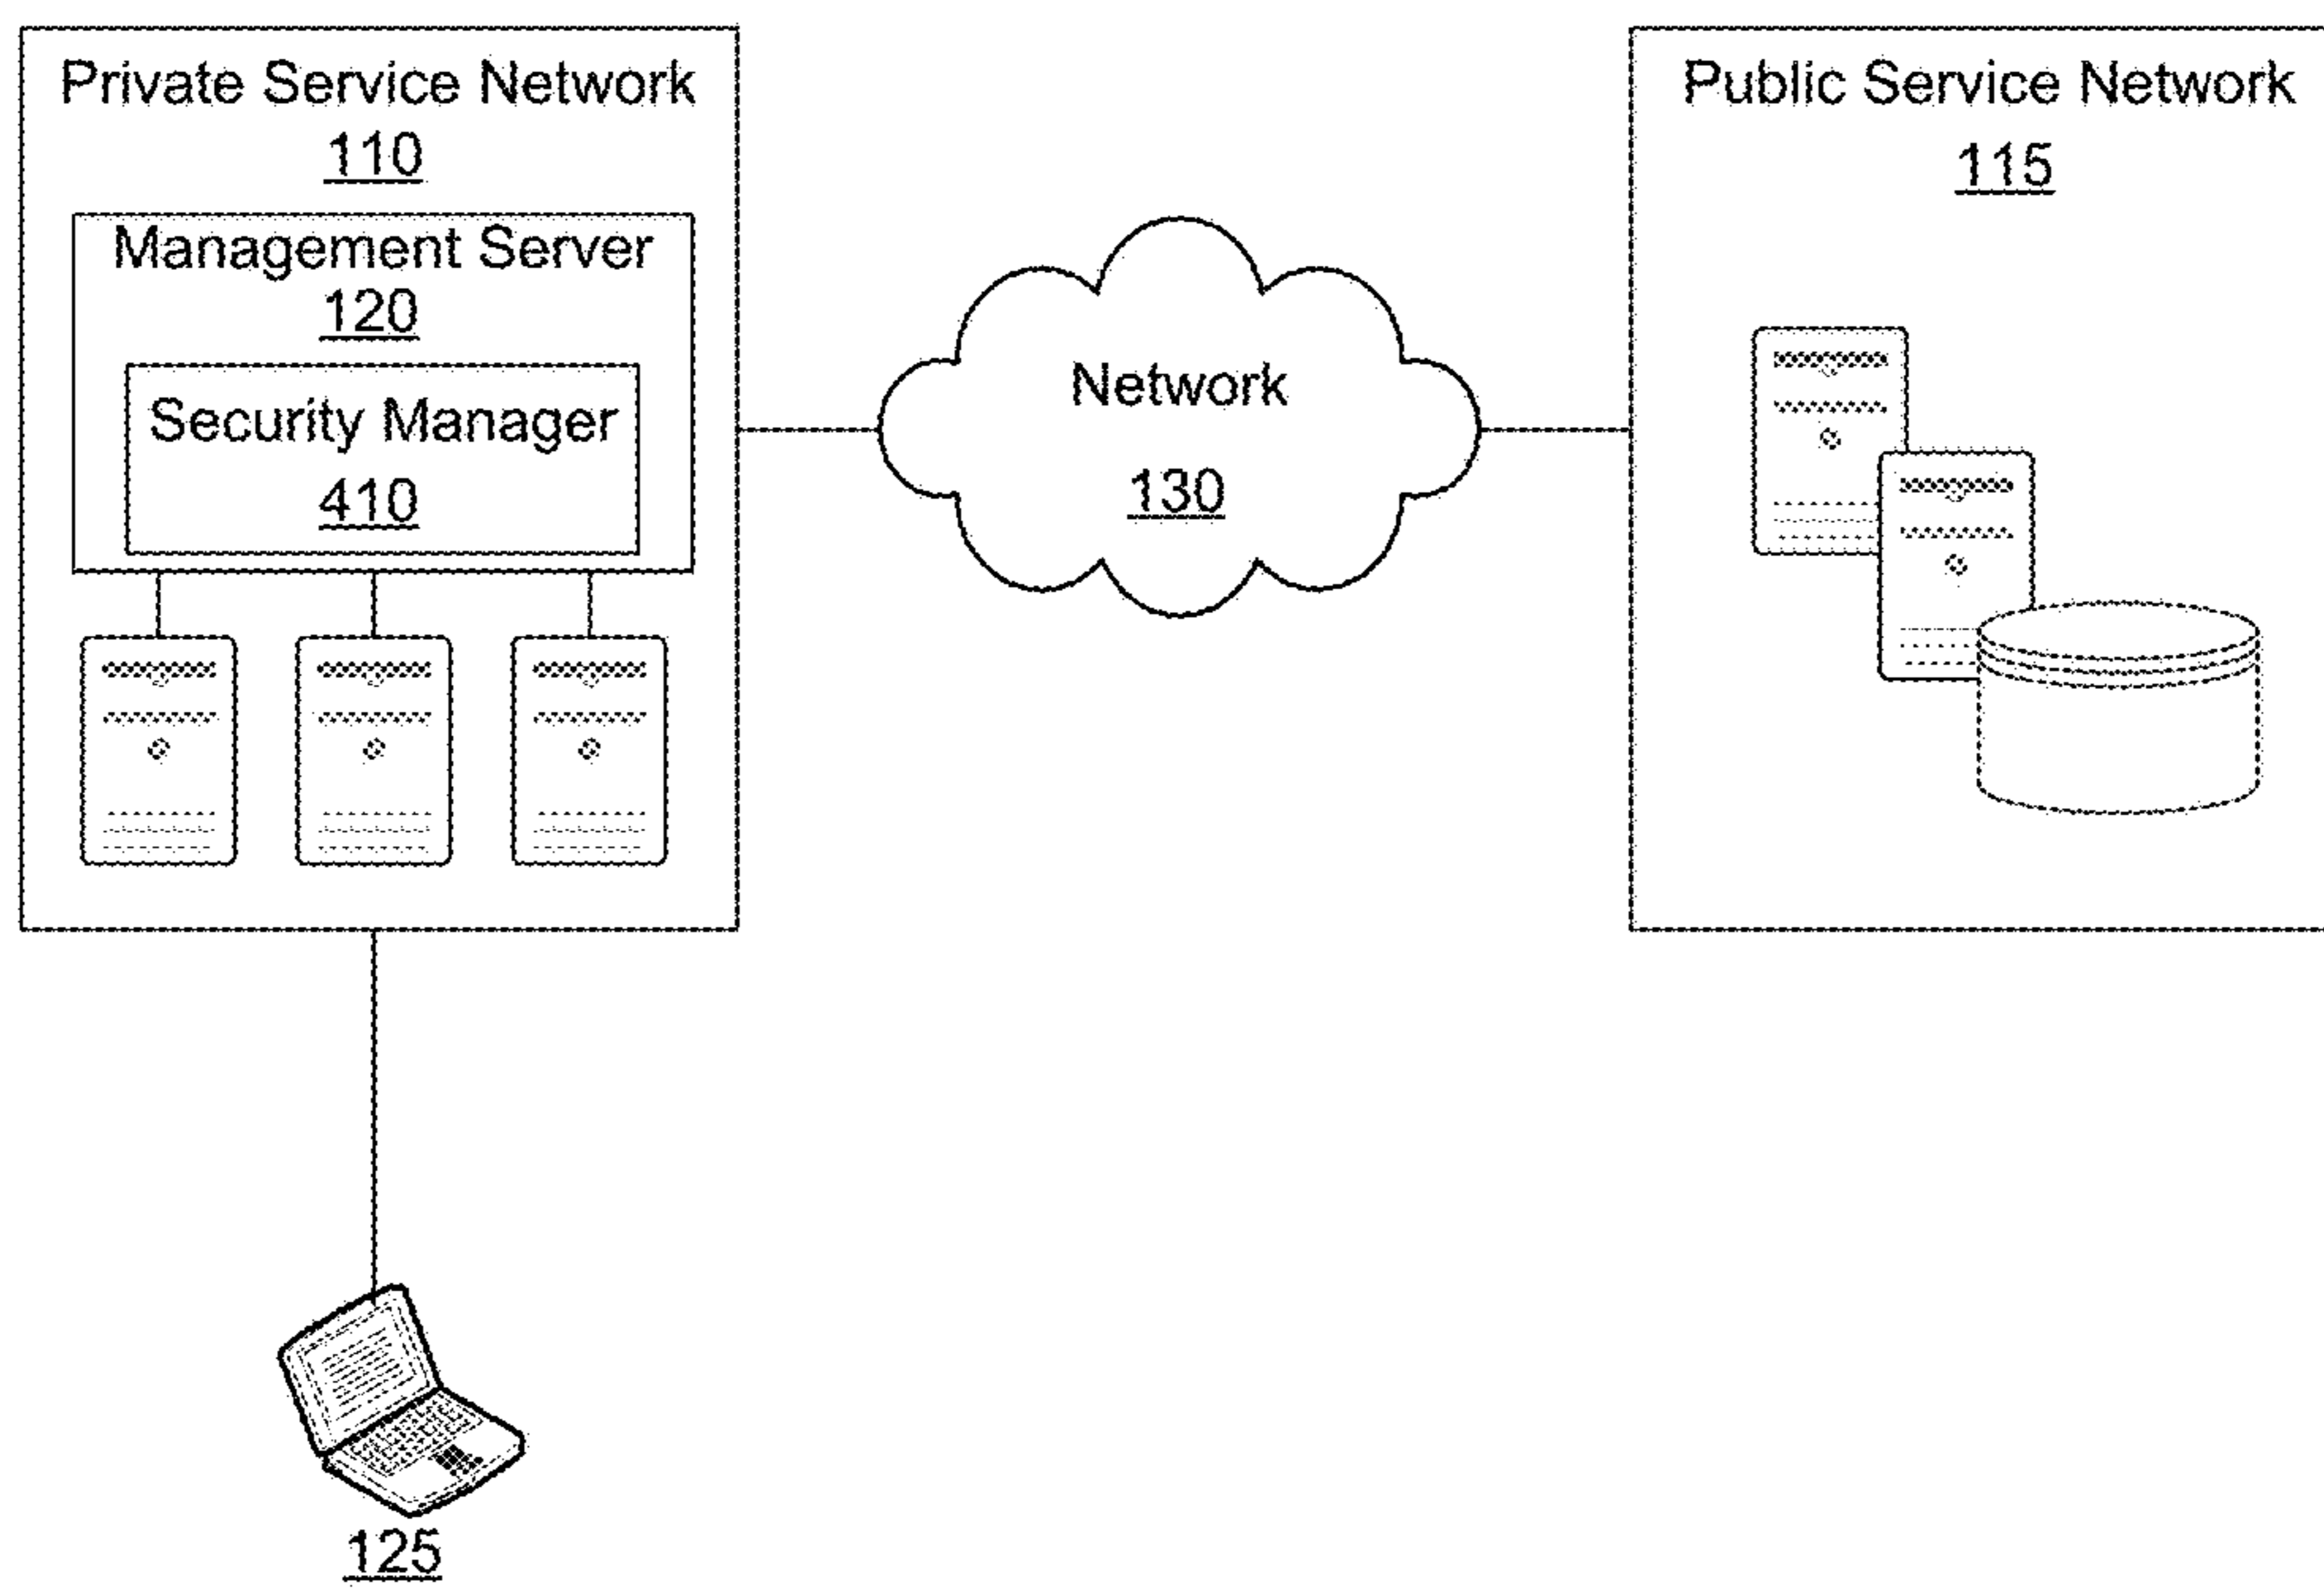 Private Service Network
110
Management Server
120
Security Manager
410
Network
130
Public Service Network
115
125